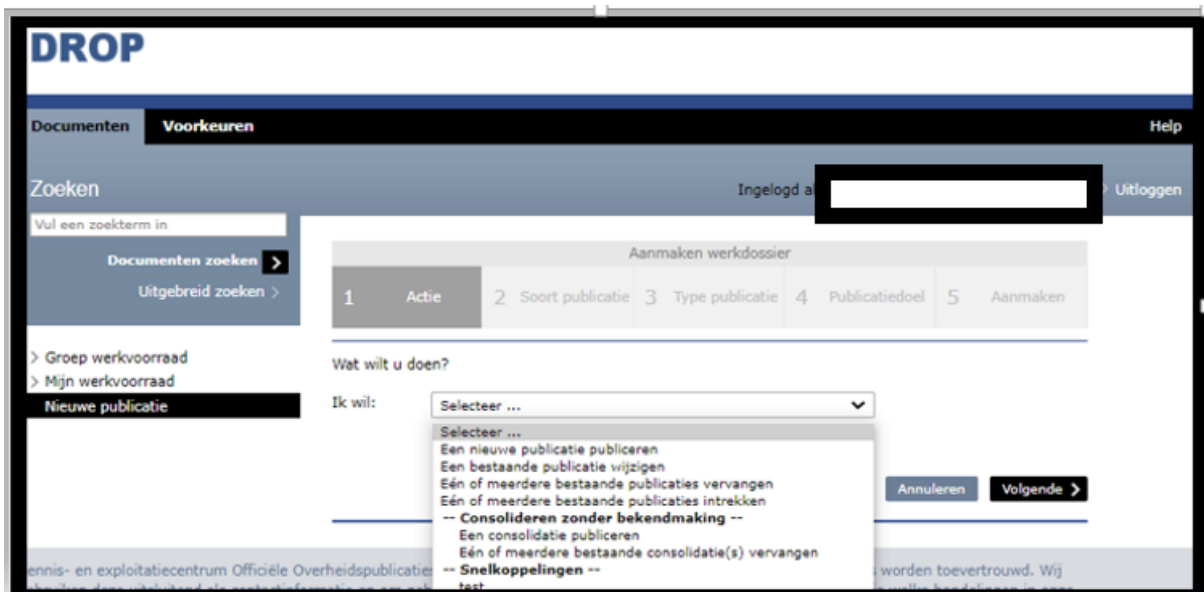 DROP
Documenten Voorkeuren Help
Zoeken
Ingelogd al
Uitloggen
Vul een zoekterm in
Documenten zoeken
Uitgebreid zoeken
Aanmaken werkdossier
1 Actie 2 Soort publicatie 3 Type publicatie 4 Publicatiedoel 5 Aanmaken
Groep werkvoorraad
Mijn werkvoorraad
Nieuwe publicatie
Wat wilt u doen?
Ik wil: Selecteer ...
Selecteer ...
Een nieuwe publicatie publiceren
Een bestaande publicatie wijzigen
Eén of meerdere bestaande publicaties vervangen
Eén of meerdere bestaande publicaties intrekken
-- Consolideren zonder bekendmaking --
Een consolidatie publiceren
Eén of meerdere bestaande consolidatie(s) vervangen
-- Snelkoppelingen --
test
Annuleren Volgende
ennis- en exploitatiecentrum Officiële Overheidspublicaties worden toevertrouwd. Wij